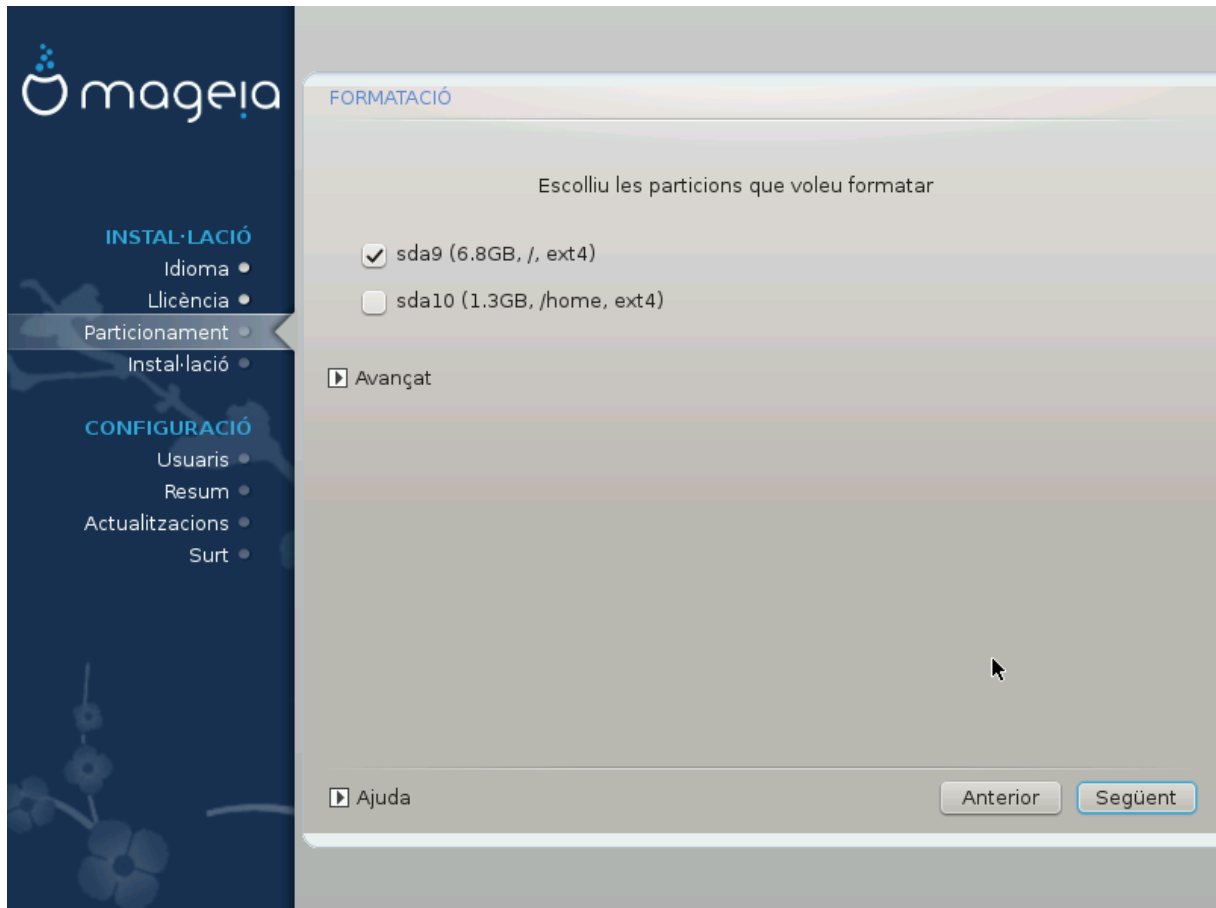 mageia
INSTAL·LACIÓ
Idioma
Llicència
Particionament
Instal·lació
CONFIGURACIÓ
Usuaris
Resum
Actualitzacions
Surt
FORMATACIÓ
Escolliu les particions que voleu formatar
sda9 (6.8GB, /, ext4)
sda10 (1.3GB, /home, ext4)
Avançat
Ajuda
Anterior
Següent